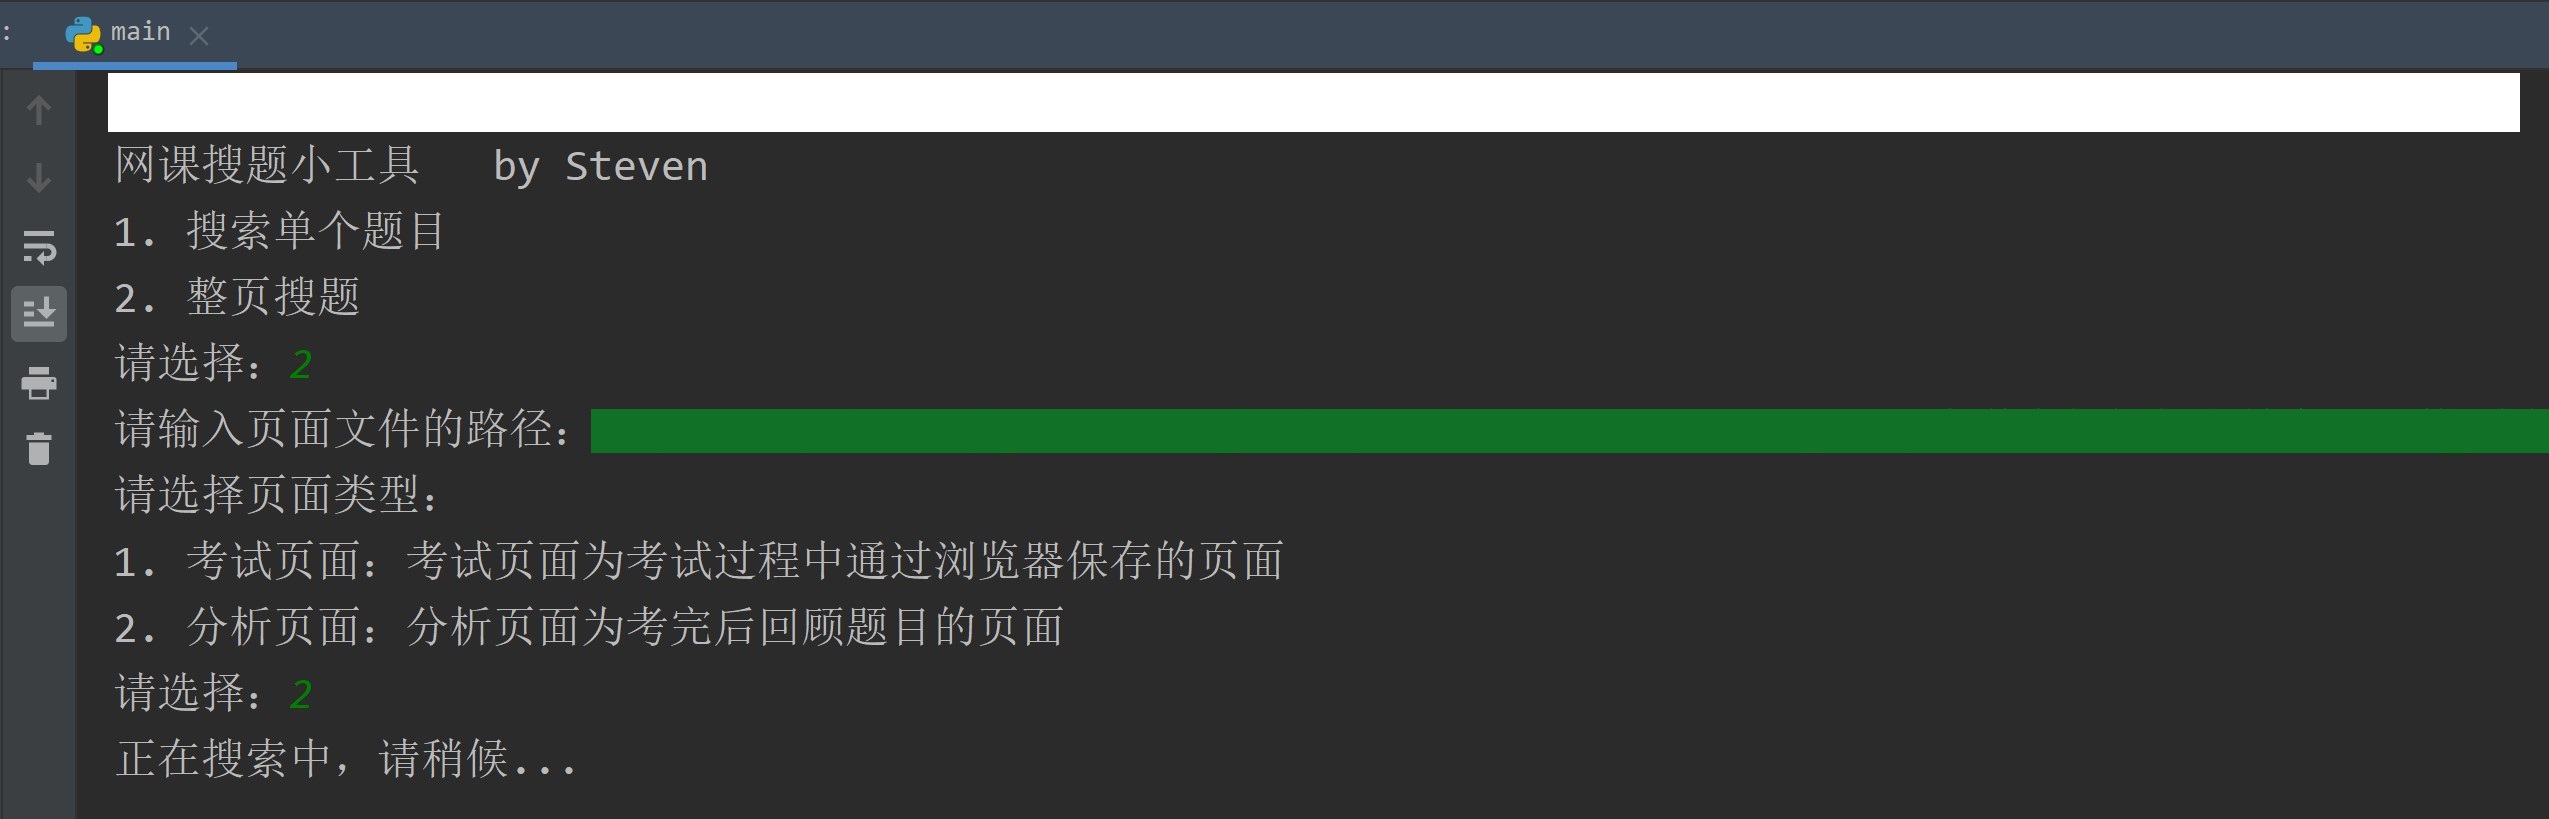 : main
网课搜题小工具 by Steven
1. 搜索单个题目
2. 整页搜题
请选择：2
请输入页面文件的路径：
请选择页面类型：
1. 考试页面：考试页面为考试过程中通过浏览器保存的页面
2. 分析页面：分析页面为考完后回顾题目的页面
请选择：2
正在搜索中，请稍候...